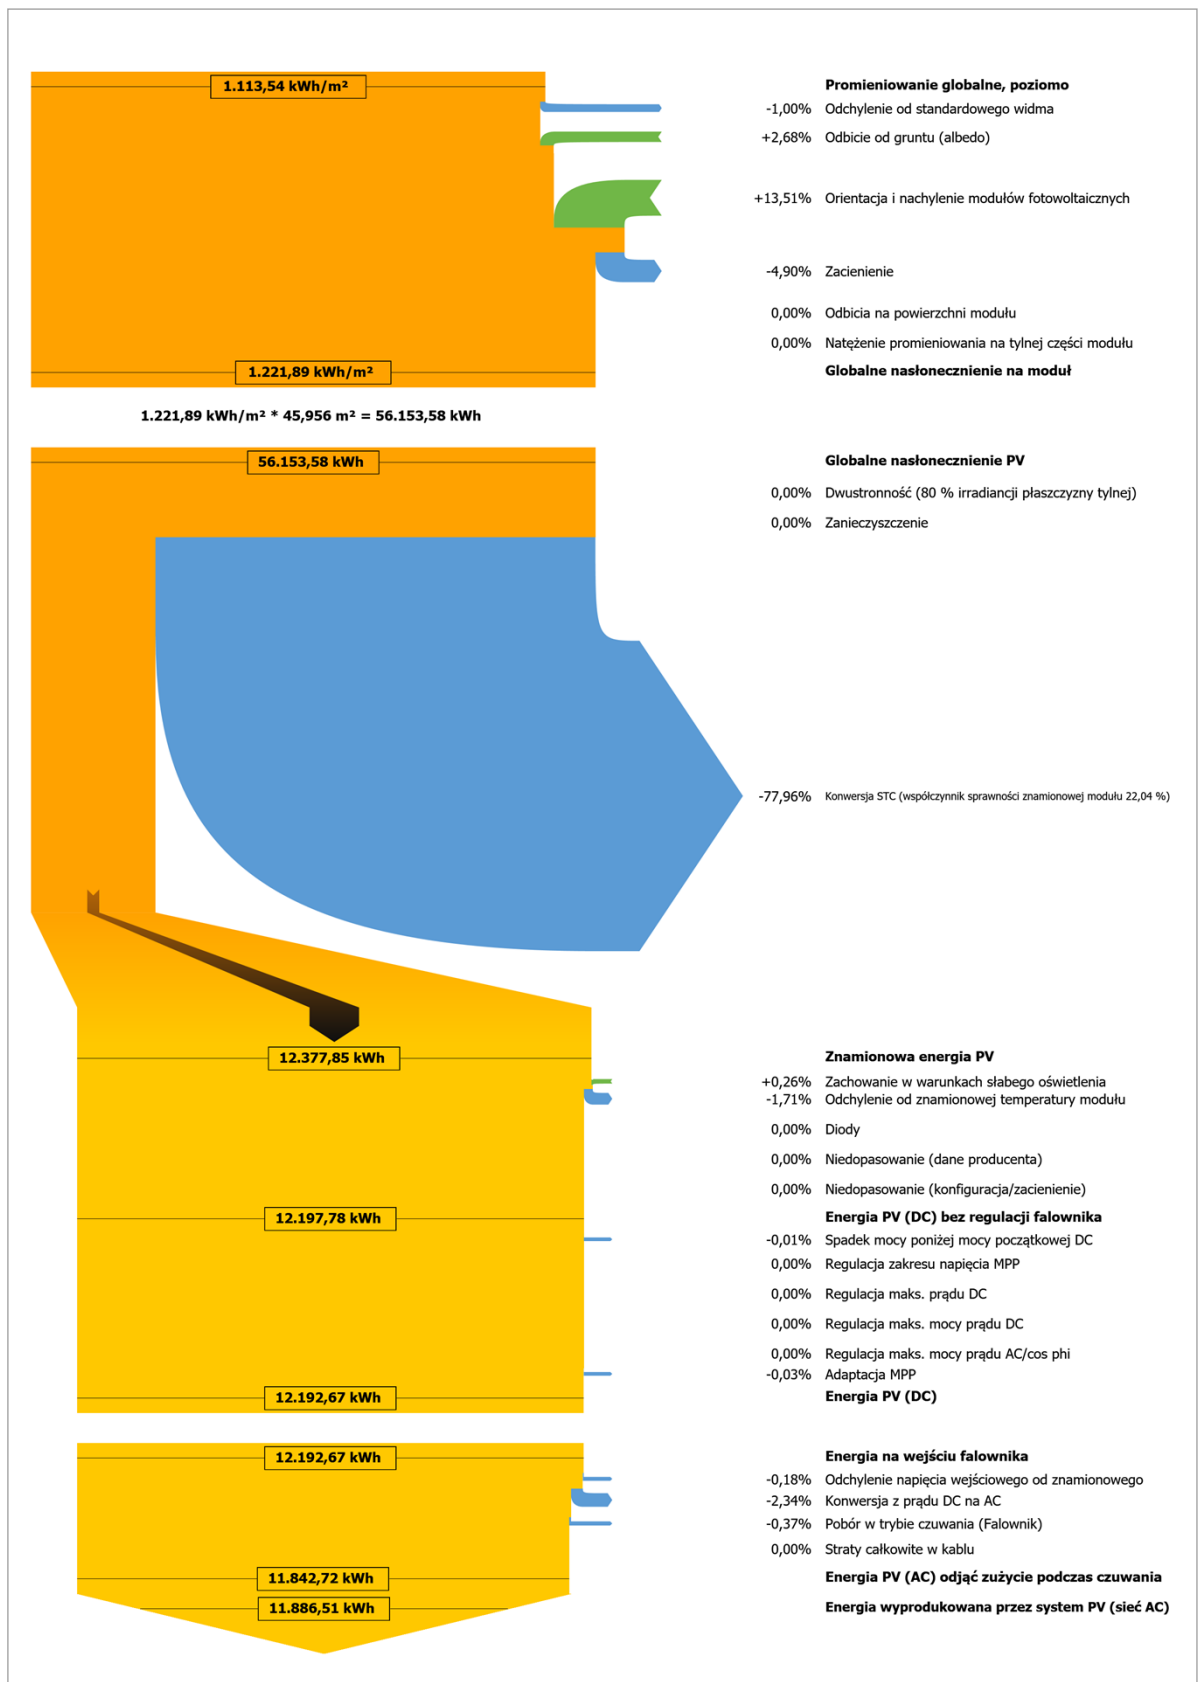 1.113,54 kWh/m² Promieniowanie globalne, poziomo
-1,00% Odchylenie od standardowego widma
+2,68% Odbicie od gruntu (albedo)
+13,51% Orientacja i nachylenie modułów fotowoltaicznych
-4,90% Zacienienie
0,00% Odbicia na powierzchni modułu
0,00% Natężenie promieniowania na tylnej części modułu
1.221,89 kWh/m² Globalne nasłonecznienie na moduł
1.221,89 kWh/m² * 45,956 m² = 56.153,58 kWh
56.153,58 kWh Globalne nasłonecznienie PV
0,00% Dwustronność (80 % irradiancji płaszczyzny tylnej)
0,00% Zanieczyszczenie
-77,96% Konwersja STC (współczynnik sprawności znamionowej modułu 22,04 %)
12.377,85 kWh Znamionowa energia PV
+0,26% Zachowanie w warunkach słabego oświetlenia
-1,71% Odchylenie od znamionowej temperatury modułu
0,00% Diody
0,00% Niedopasowanie (dane producenta)
0,00% Niedopasowanie (konfiguracja/zacienienie)
12.197,78 kWh Energia PV (DC) bez regulacji falownika
-0,01% Spadek mocy poniżej mocy początkowej DC
0,00% Regulacja zakresu napięcia MPP
0,00% Regulacja maks. prądu DC
0,00% Regulacja maks. mocy prądu DC
0,00% Regulacja maks. mocy prądu AC/cos phi
-0,03% Adaptacja MPP
12.192,67 kWh Energia PV (DC)
12.192,67 kWh Energia na wejściu falownika
-0,18% Odchylenie napięcia wejściowego od znamionowego
-2,34% Konwersja z prądu DC na AC
-0,37% Pobór w trybie czuwania (Falownik)
0,00% Straty całkowite w kablu
11.842,72 kWh Energia PV (AC) odjąć zużycie podczas czuwania
11.886,51 kWh Energia wyprodukowana przez system PV (sieć AC)